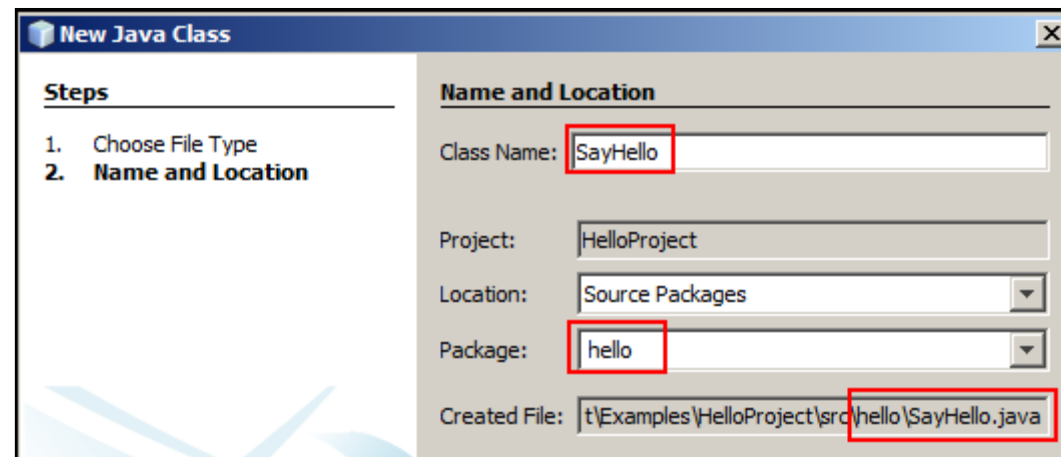 New Java Class
Steps
1. Choose File Type
2. Name and Location
Name and Location
Class Name: SayHello
Project: HelloProject
Location: Source Packages
Package: hello
Created File: t\Examples\HelloProject\src\hello\SayHello.java